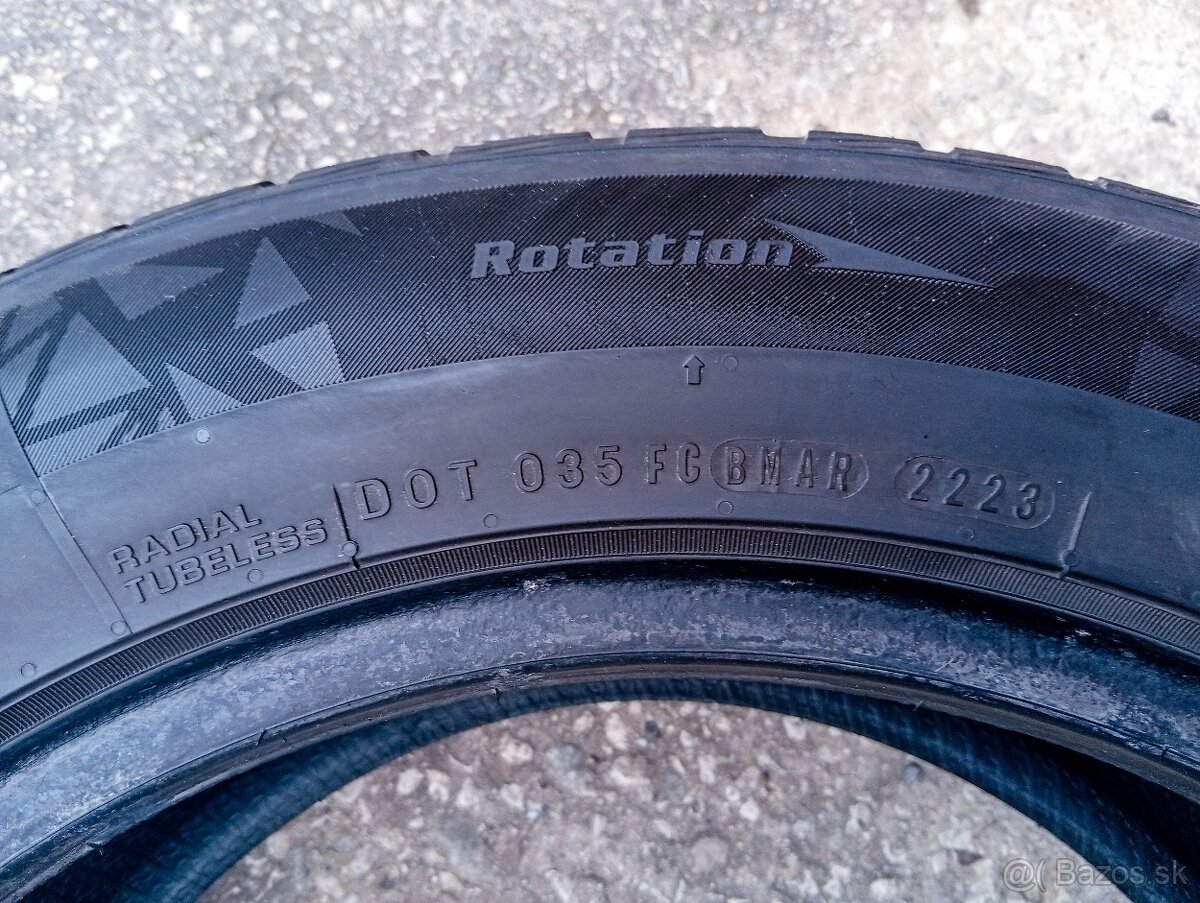 Rotation
RADIAL
TUBELESS
DOT 035 FC BMAR 2223
@( Bazos.sk